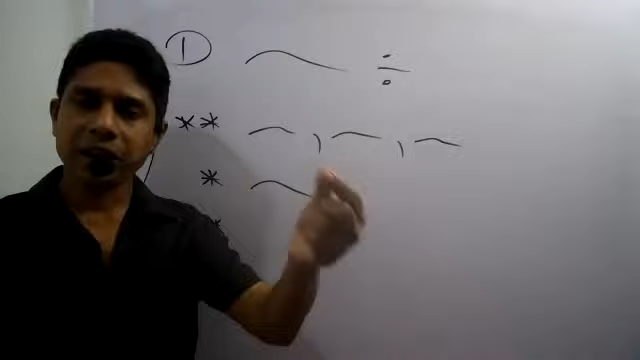 ① ÷
** , ,
*
*